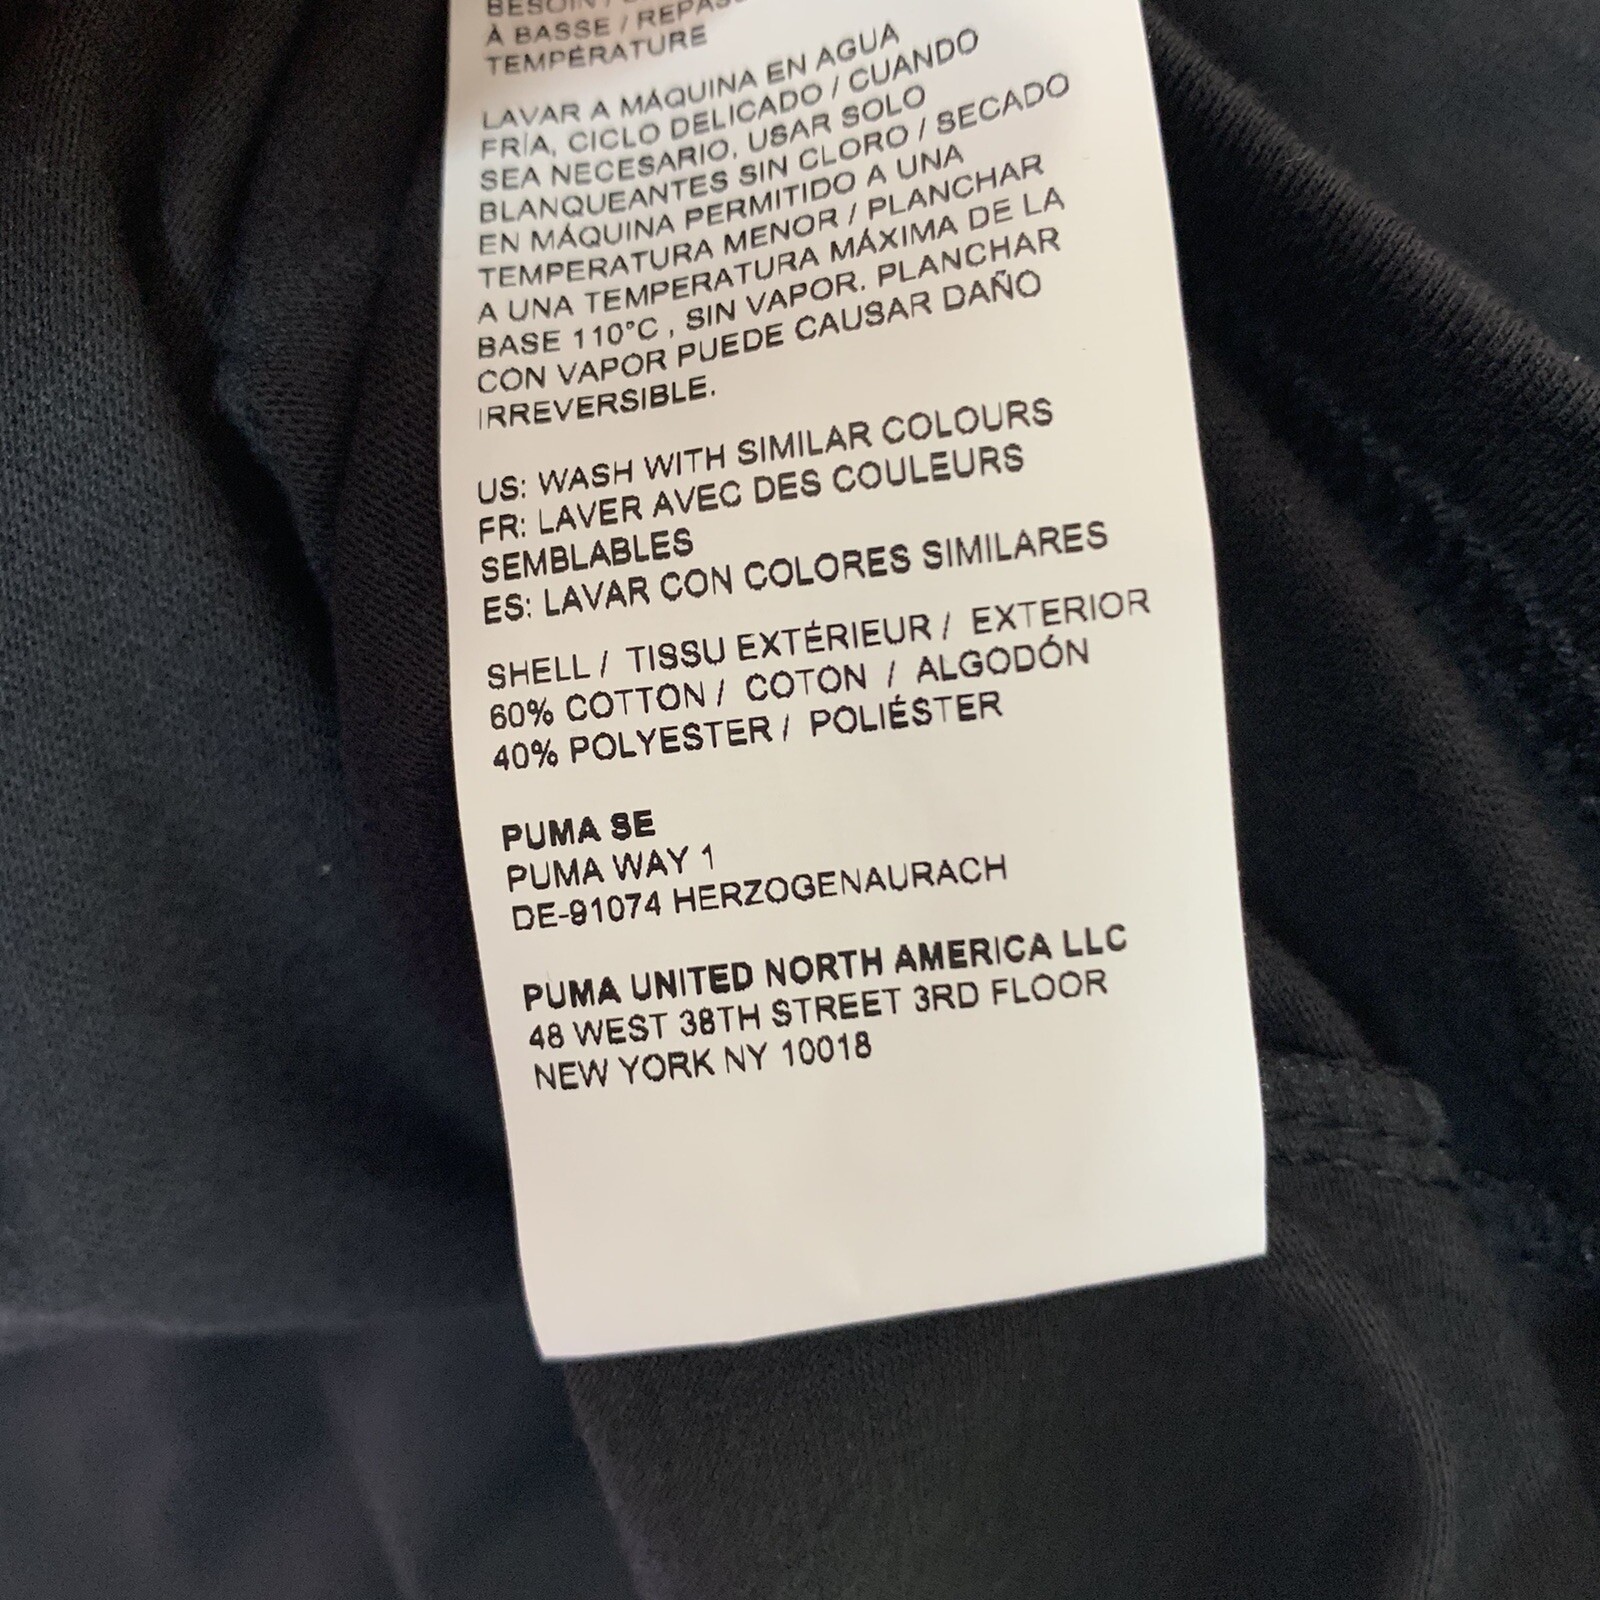 BESOIN /
À BASSE / REPASS
TEMPÉRATURE
LAVAR A MÁQUINA EN AGUA
FRÍA, CICLO DELICADO / CUANDO
SEA NECESARIO, USAR SOLO
BLANQUEANTES SIN CLORO / SECADO
EN MÁQUINA PERMITIDO A UNA
TEMPERATURA MENOR / PLANCHAR
A UNA TEMPERATURA MÁXIMA DE LA
BASE 110°C , SIN VAPOR. PLANCHAR
CON VAPOR PUEDE CAUSAR DAÑO
IRREVERSIBLE.
US: WASH WITH SIMILAR COLOURS
FR: LAVER AVEC DES COULEURS
SEMBLABLES
ES: LAVAR CON COLORES SIMILARES
SHELL / TISSU EXTÉRIEUR / EXTERIOR
60% COTTON / COTON / ALGODÓN
40% POLYESTER / POLIÉSTER
PUMA SE
PUMA WAY 1
DE-91074 HERZOGENAURACH
PUMA UNITED NORTH AMERICA LLC
48 WEST 38TH STREET 3RD FLOOR
NEW YORK NY 10018